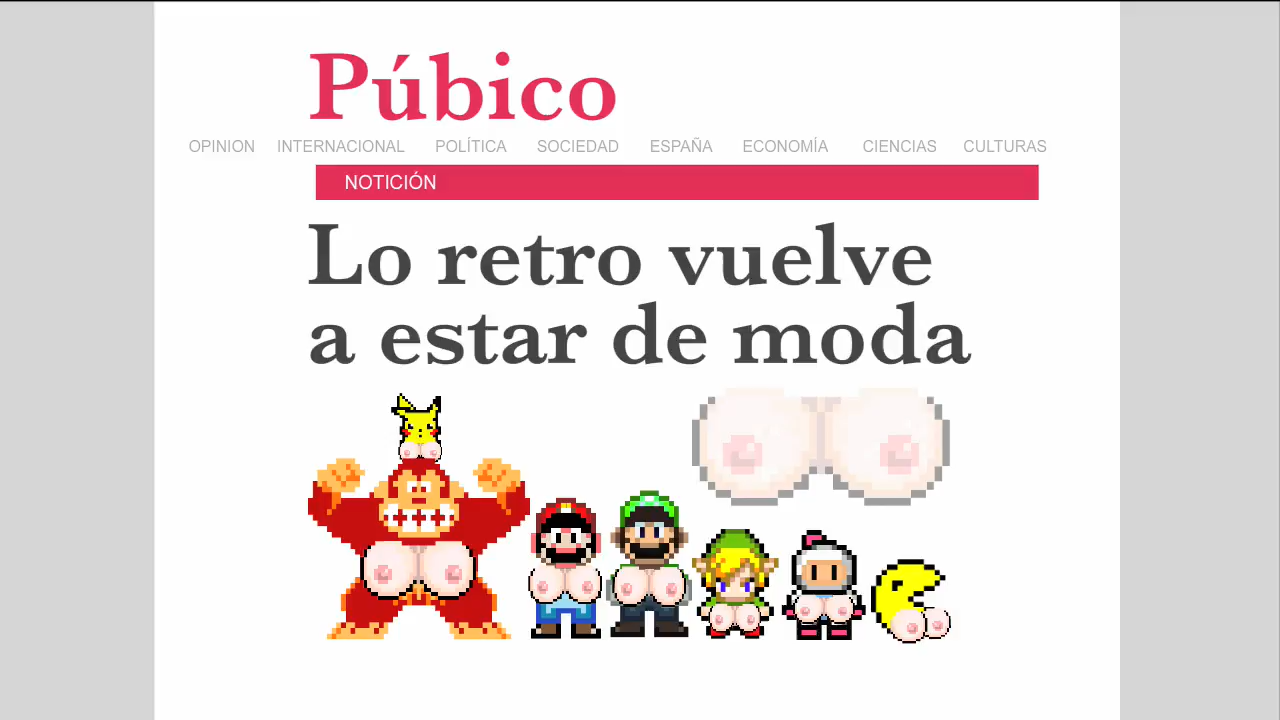 Púbico
OPINION INTERNACIONAL POLÍTICA SOCIEDAD ESPAÑA ECONOMÍA CIENCIAS CULTURAS
NOTICIÓN
Lo retro vuelve
a estar de moda